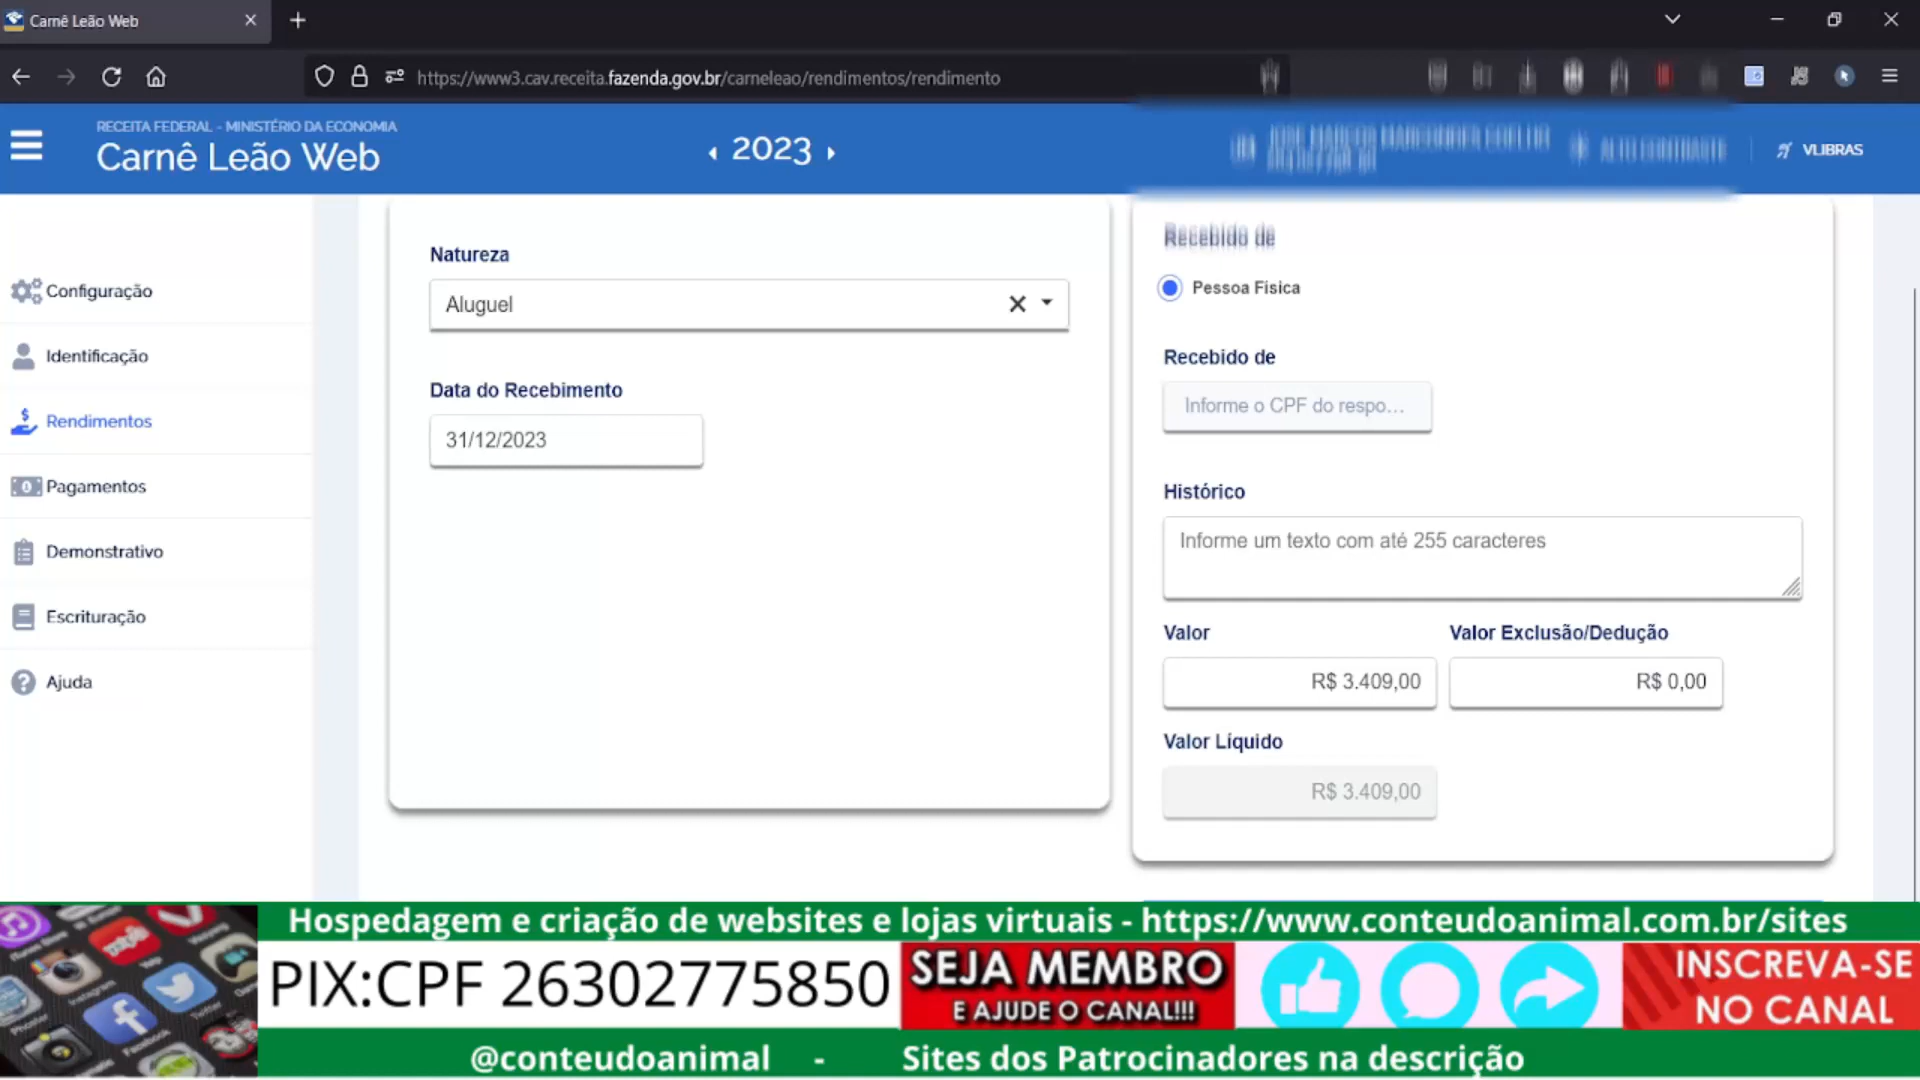 Carnê Leão Web
https://www3.cav.receita.fazenda.gov.br/carneleao/rendimentos/rendimento
RECEITA FEDERAL - MINISTÉRIO DA ECONOMIA
Carnê Leão Web
2023
VLIBRAS
Configuração
Identificação
Rendimentos
Pagamentos
Demonstrativo
Escrituração
Ajuda
Natureza
Aluguel
Data do Recebimento
31/12/2023
Recebido de
Pessoa Fisica
Recebido de
Informe o CPF do respo...
Histórico
Informe um texto com até 255 caracteres
Valor
Valor Exclusão/Dedução
R$ 3.409,00
R$ 0,00
Valor Líquido
R$ 3.409,00
Hospedagem e criação de websites e lojas virtuais - https://www.conteudoanimal.com.br/sites
PIX:CPF 26302775850
SEJA MEMBRO
E AJUDE O CANAL!!!
INSCREVA-SE
NO CANAL
@conteudoanimal - Sites dos Patrocinadores na descrição